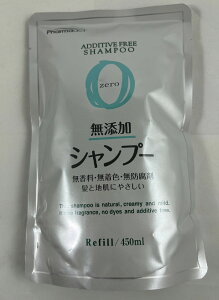 Pharmaact
ADDITIVE FREE
SHAMPOO
zero
無添加
シャンプー
無香料・無着色・無防腐剤
髪と地肌にやさしい
This shampoo is natural, creamy and mild.
fragrance, no dyes and additive free.
Refill/450ml